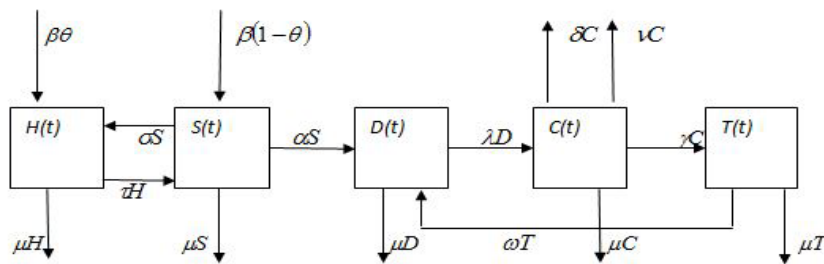 βθ β(1−θ) δC νC
H(t) S(t) D(t) C(t) T(t)
σS αS λD γC
τH
μH μS μD ωT μC μT